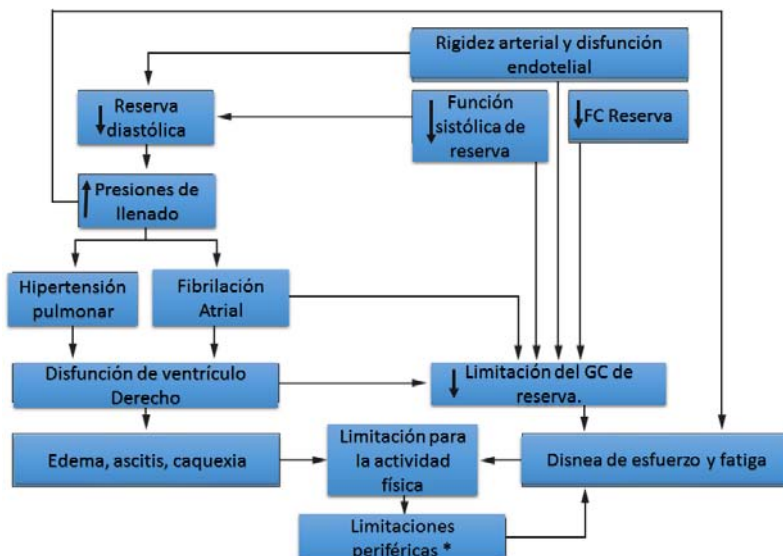 Rigidez arterial y disfunción
endotelial
Reserva
diastólica
Función
sistólica de
reserva
FC Reserva
Presiones de
llenado
Hipertensión
pulmonar
Fibrilación
Atrial
Disfunción de ventrículo
Derecho
Limitación del GC de
reserva.
Edema, ascitis, caquexia
Limitación para
la actividad
física
Disnea de esfuerzo y fatiga
Limitaciones
periféricas *